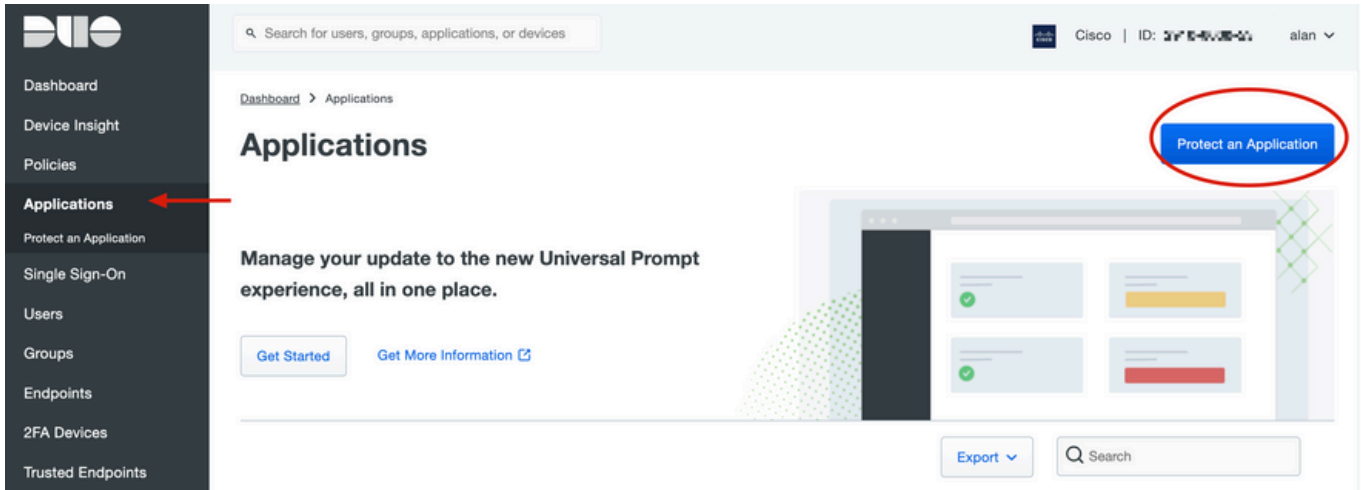 DUO
Search for users, groups, applications, or devices
Cisco | ID:
alan
Dashboard
Device Insight
Policies
Applications
Protect an Application
Single Sign-On
Users
Groups
Endpoints
2FA Devices
Trusted Endpoints
Dashboard > Applications
Applications
Protect an Application
Manage your update to the new Universal Prompt
experience, all in one place.
Get Started
Get More Information
Export
Search